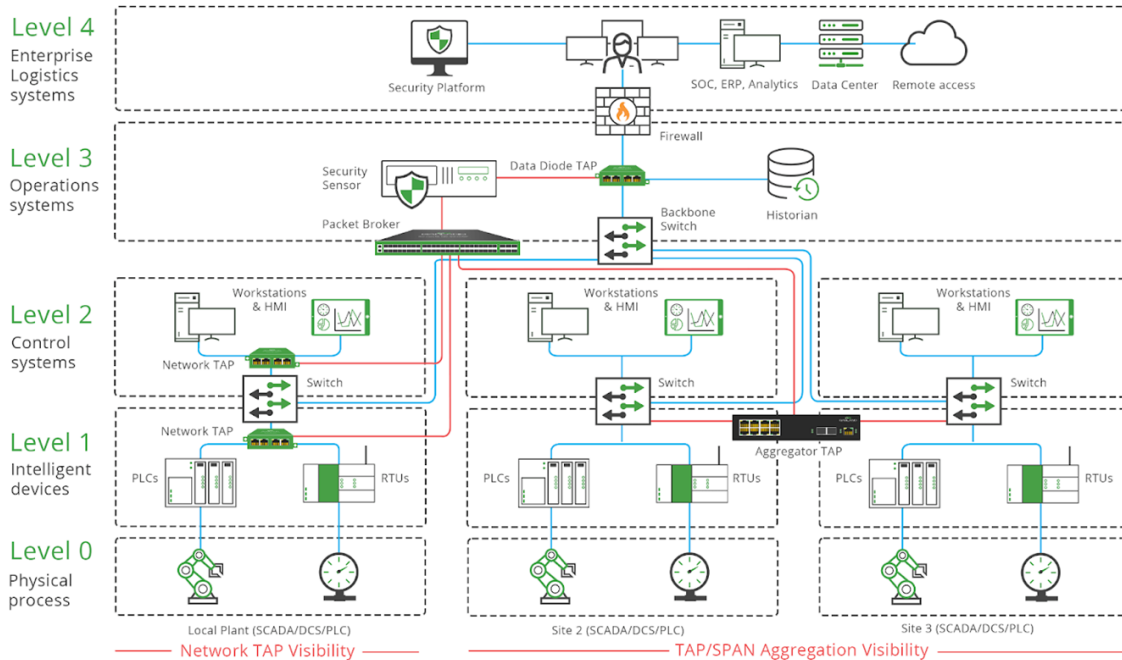 Level 4
Enterprise
Logistics
systems
Security Platform
SOC, ERP, Analytics
Data Center
Remote access
Firewall
Level 3
Operations
systems
Security
Sensor
Data Diode TAP
Historian
Packet Broker
Backbone
Switch
Level 2
Control
systems
Workstations
& HMI
Network TAP
Switch
Workstations
& HMI
Switch
Workstations
& HMI
Switch
Level 1
Intelligent
devices
Network TAP
PLCs
RTUs
PLCs
RTUs
Aggregator TAP
PLCs
RTUs
Level 0
Physical
process
Local Plant (SCADA/DCS/PLC)
Site 2 (SCADA/DCS/PLC)
Site 3 (SCADA/DCS/PLC)
Network TAP Visibility
TAP/SPAN Aggregation Visibility